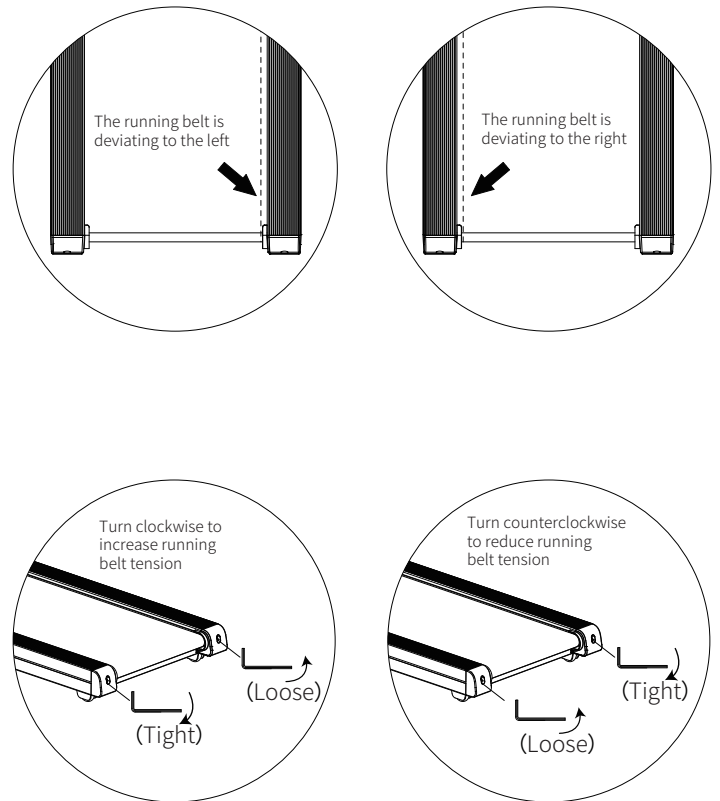 The running belt is
deviating to the left
The running belt is
deviating to the right
Turn clockwise to
increase running
belt tension
(Loose)
(Tight)
Turn counterclockwise
to reduce running
belt tension
(Tight)
(Loose)